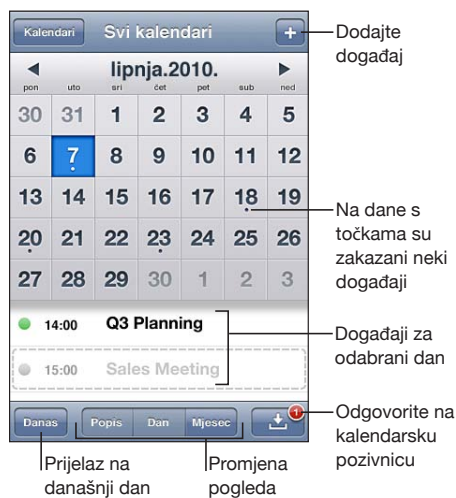 Kalendari Svi kalendari +
Dodajte
događaj
lipnja.2010.
pon uto sri čet pet sub ned
30 31 1 2 3 4 5
6 7 8 9 10 11 12
13 14 15 16 17 18 19
20 21 22 23 24 25 26
27 28 29 30 1 2 3
Na dane s
točkama su
zakazani neki
događaji
14:00 Q3 Planning
15:00 Sales Meeting
Događaji za
odabrani dan
Danas Popis Dan Mjesec 1
Odgovorite na
kalendarsku
pozivnicu
Prijelaz na
današnji dan
Promjena
pogleda